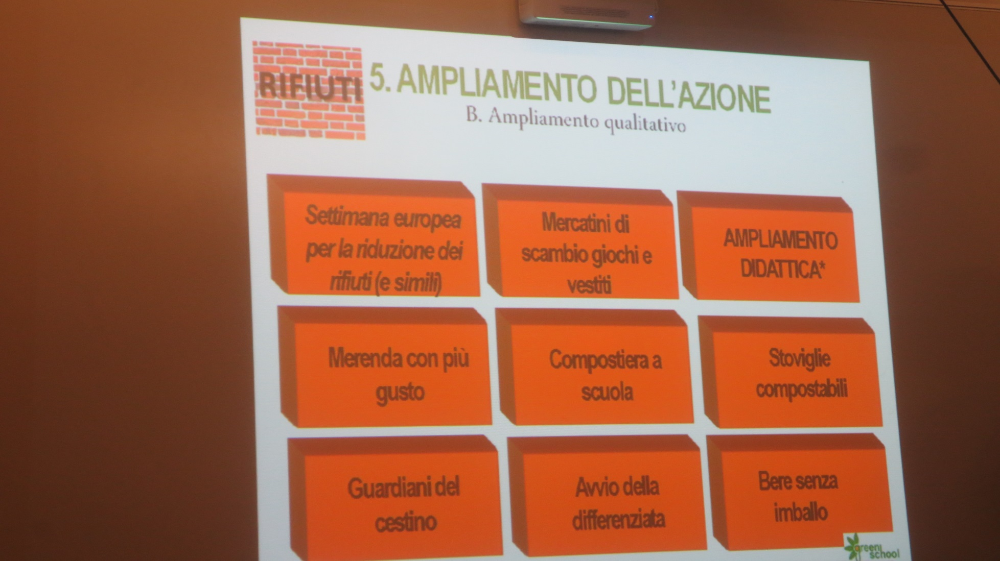 RIFIUTI
5. AMPLIAMENTO DELL'AZIONE
B. Ampliamento qualitativo
Settimana europea
per la riduzione dei
rifiuti (e simili)
Mercatini di
scambio giochi e
vestiti
AMPLIAMENTO
DIDATTICA*
Merenda con più
gusto
Compostiera a
scuola
Stoviglie
compostabili
Guardiani del
cestino
Avvio della
differenziata
Bere senza
imballo
green
school